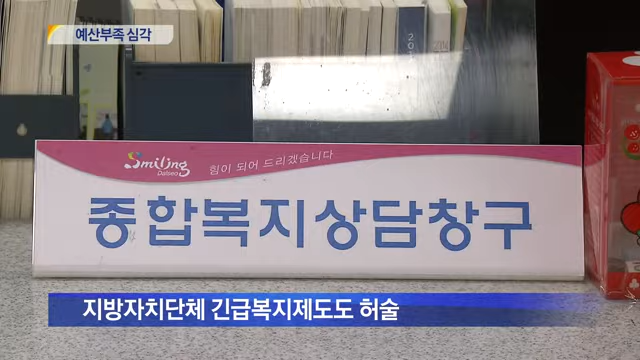 예산부족 심각
Smiling
Dalseo
힘이 되어 드리겠습니다
종합복지상담창구
지방자치단체 긴급복지제도도 허술